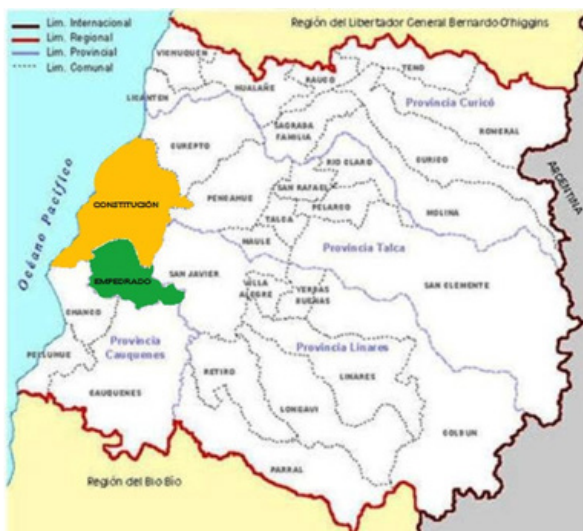 Lim. Internacional
Lim. Regional
Lim. Provincial
Lim. Comunal
Región del Libertador General Bernardo O'higgins
VICHUQUEN
HUALAÑE
RAUCO
TENO
LICANTEN
Provincia Curicó
SAGRADA
FAMILIA
ROMERAL
CUREPTO
RIO CLARO
CURICO
Océano Pacífico
ARGENTINA
CONSTITUCIÓN
PENCAHUE
SAN RAFAEL
PELARCO
MOLINA
TALCA
MAULE
Provincia Talca
EMPEDRADO
SAN JAVIER
VILLA
ALEGRE
YERBAS
BUENAS
SAN CLEMENTE
CHANCO
Provincia
Cauquenes
PELLUHUE
Provincia Linares
RETIRO
LINARES
CAUQUENES
LONGAVI
COLBUN
PARRAL
Región del Bio Bío